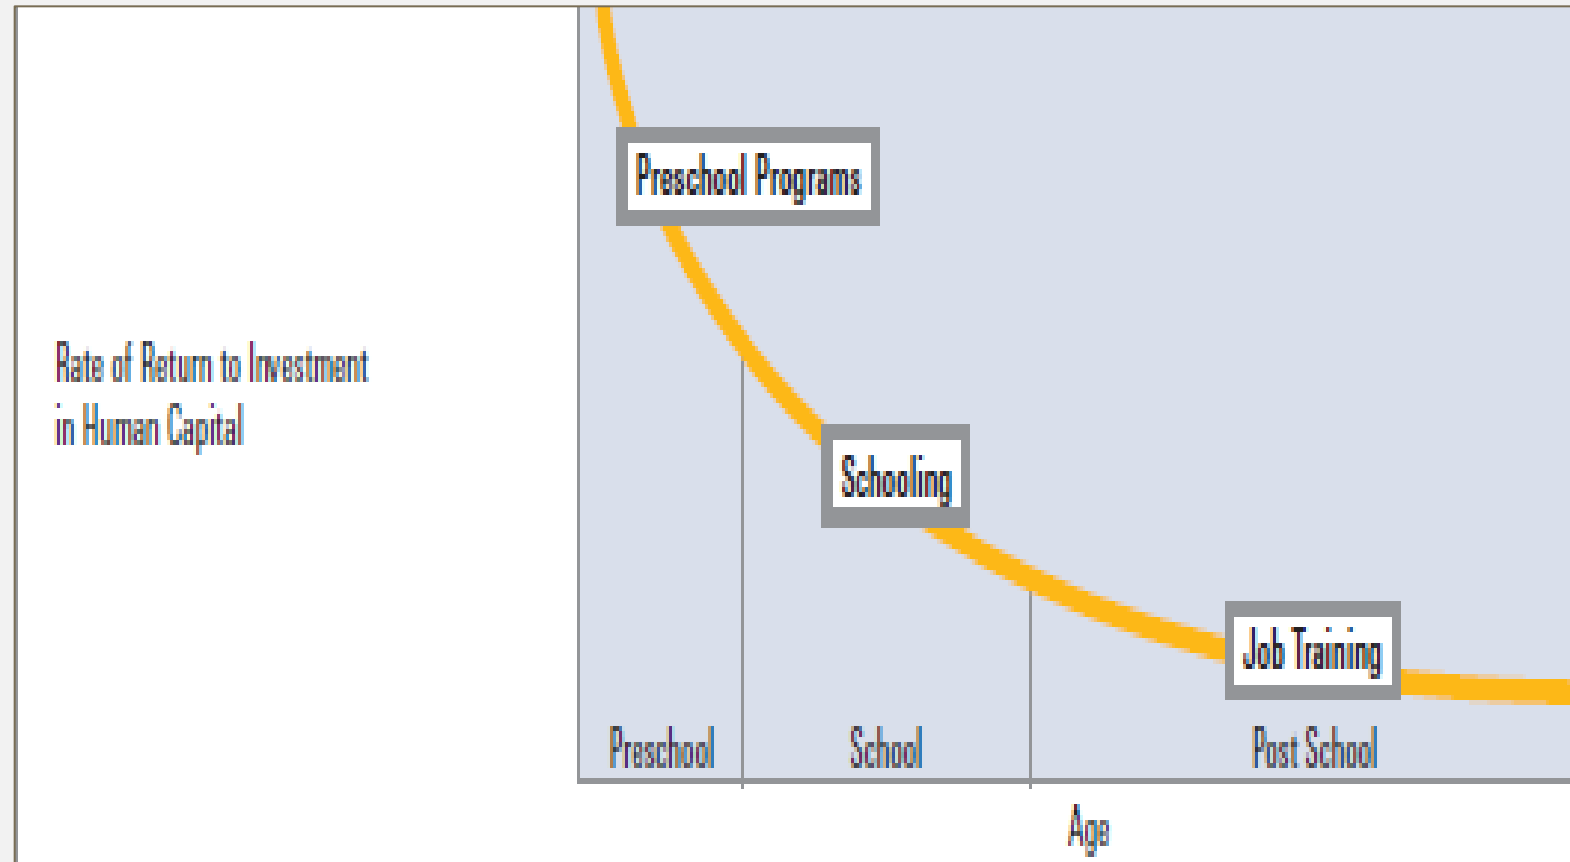 Preschool Programs
Rate of Return to Investment
in Human Capital
Schooling
Job Training
Preschool
School
Post School
Age